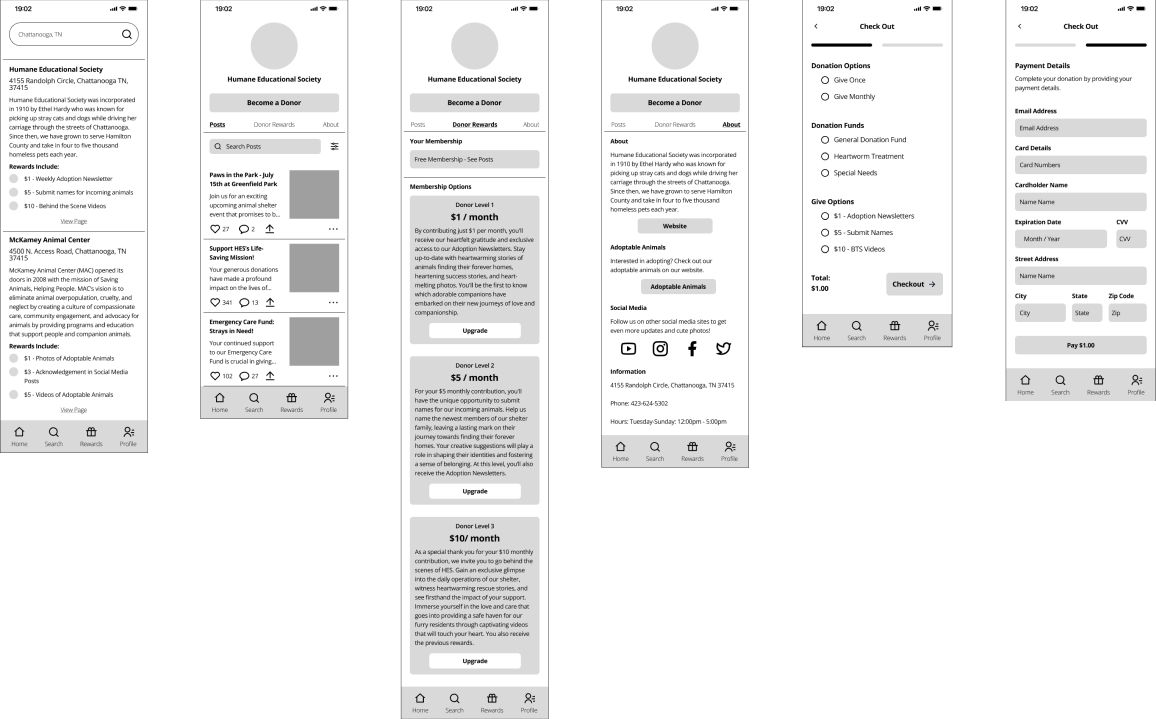 19:02
Chattanooga, TN
Humane Educational Society
4155 Randolph Circle, Chattanooga TN,
37415
Humane Educational Society was incorporated
in 1910 by Ethel Hardy who was known for
picking up stray cats and dogs while driving her
carriage through the streets of Chattanooga.
Since then, we have grown to serve Hamilton
County and take in four to five thousand
homeless pets each year.
Rewards Include:
$1 - Weekly Adoption Newsletter
$5 - Submit names for incoming animals
$10 - Behind the Scene Videos
View Page
McKamey Animal Center
4500 N. Access Road, Chattanooga, TN
37415
McKamey Animal Center (MAC) opened its
doors in 2008 with the mission of Saving
Animals, Helping People. MAC's vision is to
eliminate animal overpopulation, cruelty, and
neglect by creating a culture of compassionate
care, community engagement, and advocacy for
animals by providing programs and education
that support people and companion animals.
Rewards Include:
$1 - Photos of Adoptable Animals
$3 - Acknowledgement in Social Media
Posts
$5 - Videos of Adoptable Animals
View Page
Home Search Rewards Profile
19:02
Humane Educational Society
Become a Donor
Posts Donor Rewards About
Search Posts
Paws in the Park - July
15th at Greenfield Park
Join us for an exciting
upcoming animal shelter
event that promises to b...
27 2
Support HES's Life-
Saving Mission!
Your generous donations
have made a profound
impact on the lives of...
341 13
Emergency Care Fund:
Strays in Need!
Your continued support
to our Emergency Care
Fund is crucial in giving...
102 27
Home Search Rewards Profile
19:02
Humane Educational Society
Become a Donor
Posts Donor Rewards About
Your Membership
Free Membership - See Posts
Membership Options
Donor Level 1
$1 / month
By contributing just $1 per month, you'll
receive our heartfelt gratitude and exclusive
access to our Adoption Newsletters. Stay
up-to-date with heartwarming stories of
animals finding their forever homes,
heartening success stories, and heart-
melting photos. You'll be the first to know
which adorable companions have
embarked on their new journeys of love and
companionship.
Upgrade
Donor Level 2
$5 / month
For your $5 monthly contribution, you'll
have the unique opportunity to submit
names for our incoming animals. Help us
name the newest members of our shelter
family, leaving a lasting mark on their
journey towards finding their forever
homes. Your creative suggestions will play a
role in shaping their identities and fostering
a sense of belonging. At this level, you'll also
receive the Adoption Newsletters.
Upgrade
Donor Level 3
$10/ month
As a special thank you for your $10 monthly
contribution, we invite you to go behind the
scenes of HES. Gain an exclusive glimpse
into the daily operations of our shelter,
witness heartwarming rescue stories, and
see firsthand the impact of your support.
Immerse yourself in the love and care that
goes into providing a safe haven for our
furry residents through captivating videos
that will touch your heart. You also receive
the previous rewards.
Upgrade
Home Search Rewards Profile
19:02
Humane Educational Society
Become a Donor
Posts Donor Rewards About
About
Humane Educational Society was incorporated
in 1910 by Ethel Hardy who was known for
picking up stray cats and dogs while driving her
carriage through the streets of Chattanooga.
Since then, we have grown to serve Hamilton
County and take in four to five thousand
homeless pets each year.
Website
Adoptable Animals
Interested in adopting? Check out our
adoptable animals on our website.
Adoptable Animals
Social Media
Follow us on other social media sites to get
even more updates and cute photos!
Information
4155 Randolph Circle, Chattanooga, TN 37415
Phone: 423-624-5302
Hours: Tuesday-Sunday: 12:00pm - 5:00pm
Home Search Rewards Profile
19:02
Check Out
Donation Options
Give Once
Give Monthly
Donation Funds
General Donation Fund
Heartworm Treatment
Special Needs
Give Options
$1 - Adoption Newsletters
$5 - Submit Names
$10 - BTS Videos
Total:
$1.00
Checkout
Home Search Rewards Profile
19:02
Check Out
Payment Details
Complete your donation by providing your
payment details.
Email Address
Email Address
Card Details
Card Numbers
Cardholder Name
Name Name
Expiration Date CVV
Month / Year CVV
Street Address
Name Name
City State Zip Code
City State Zip
Pay $1.00
Home Search Rewards Profile